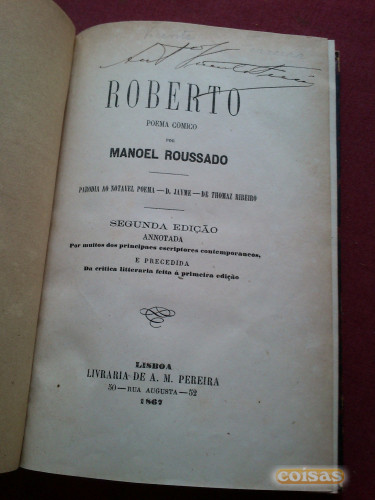 ROBERTO
POEMA COMICO
POR
MANOEL ROUSSADO
PARODIA AO NOTAVEL POEMA — D. JAYME — DE THOMAZ RIBEIRO
SEGUNDA EDIÇÃO
ANNOTADA
Por muitos dos principaes escriptores contemporaneos,
E PRECEDIDA
Da critica litteraria feita á primeira edição
LISBOA
LIVRARIA DE A. M. PEREIRA
50 — RUA AUGUSTA — 52
1867
coisas